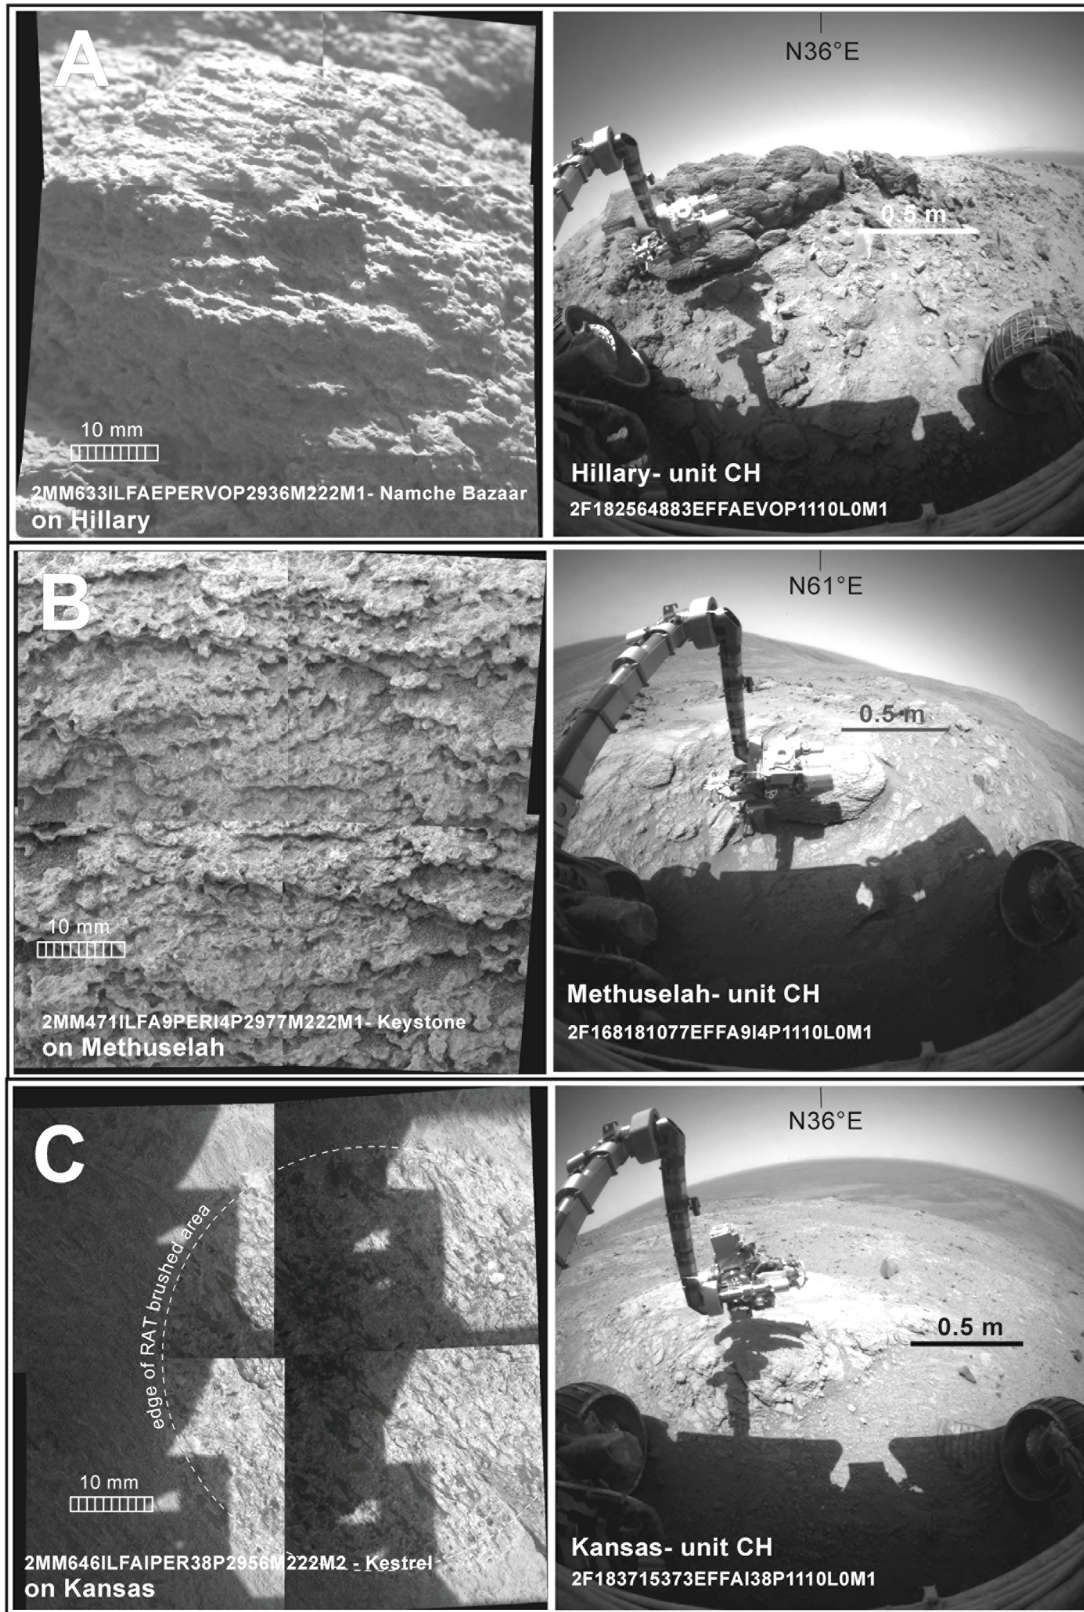 A
10 mm
2MM633ILFAEPERVOP2936M222M1- Namche Bazaar
on Hillary
N36°E
0.5 m
Hillary- unit CH
2F182564883EFFAEVOP1110L0M1
B
10 mm
2MM471ILFA9PERI4P2977M222M1- Keystone
on Methuselah
N61°E
0.5 m
Methuselah- unit CH
2F168181077EFFA9I4P1110L0M1
C
edge of RAT brushed area
10 mm
2MM646ILFAIPER38P2956M222M2 - Kestrel
on Kansas
N36°E
0.5 m
Kansas- unit CH
2F183715373EFFAI38P1110L0M1